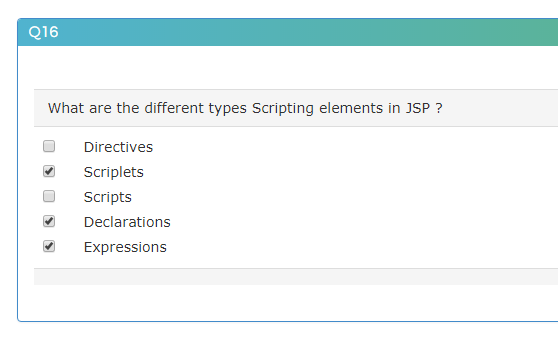 Q16
What are the different types Scripting elements in JSP ?
Directives
Scriplets
Scripts
Declarations
Expressions